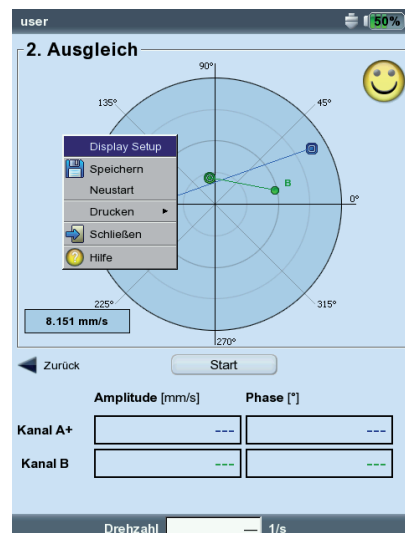 user
50%
2. Ausgleich
90°
135°
45°
Display Setup
Speichern
Neustart
Drucken
Schließen
Hilfe
B
0°
225°
315°
8.151 mm/s
270°
Zurück
Start
Amplitude [mm/s]
Phase [°]
Kanal A+
---
---
Kanal B
---
---
Drehzahl
—
1/s